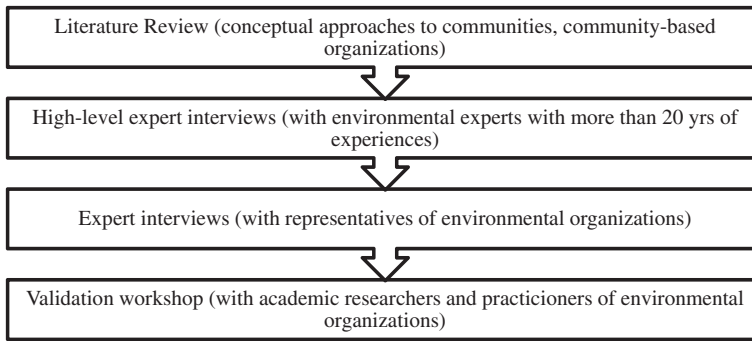 Literature Review (conceptual approaches to communities, community-based
organizations)
High-level expert interviews (with environmental experts with more than 20 yrs of
experiences)
Expert interviews (with representatives of environmental organizations)
Validation workshop (with academic researchers and practicioners of environmental
organizations)